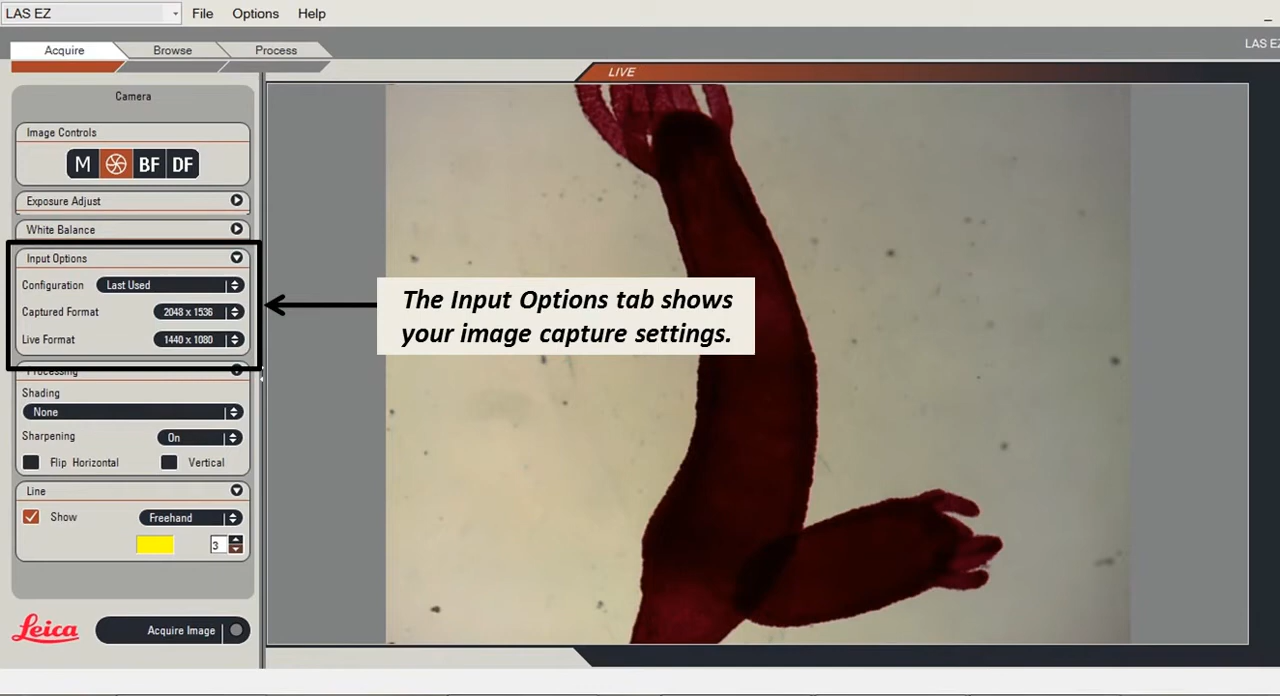 LAS EZ
File
Options
Help
LAS EZ
Acquire
Browse
Process
LIVE
Camera
Image Controls
M
BF
DF
Exposure Adjust
White Balance
Input Options
Configuration
Last Used
Captured Format
2048 x 1536
Live Format
1440 x 1080
The Input Options tab shows
your image capture settings.
Processing
Shading
None
Sharpening
On
Flip Horizontal
Vertical
Line
Show
Freehand
3
Leica
Acquire Image